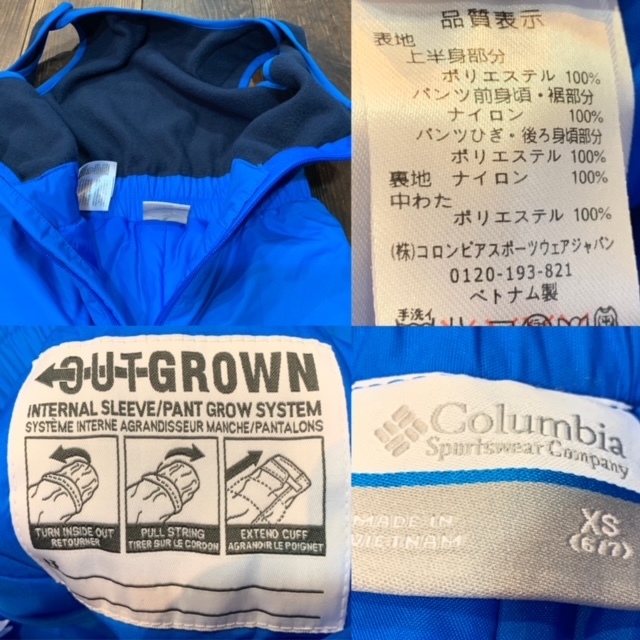 品質表示
表地
上半身部分
ポリエステル 100%
パンツ前身頃・裾部分
ナイロン 100%
パンツひざ・後ろ身頃部分
ポリエステル 100%
裏地 ナイロン 100%
中わた
ポリエステル 100%
(株)コロンビアスポーツウェアジャパン
0120-193-821
ベトナム製
手洗イ
OUTGROWN
INTERNAL SLEEVE/PANT GROW SYSTEM
SYSTÈME INTERNE AGRANDISSEUR MANCHE/PANTALONS
TURN INSIDE OUT
RETOURNER
PULL STRING
TIRER SUR LE CORDON
EXTEND CUFF
AGRANDIR LE POIGNET
Columbia
Sportswear Company
MADE IN
VIETNAM
XS
(6/7)